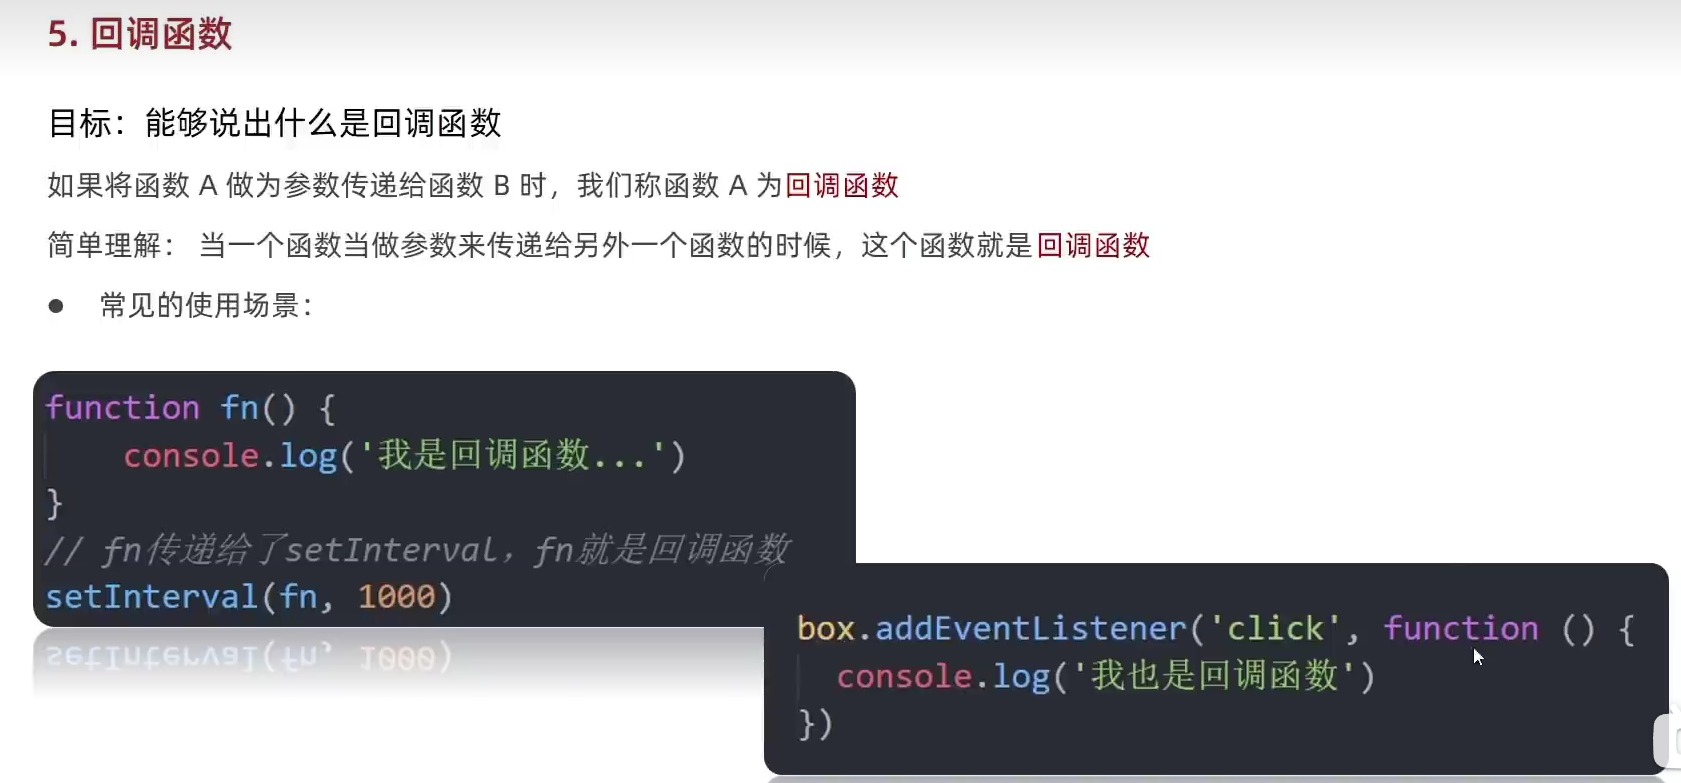 5. 回调函数
目标：能够说出什么是回调函数
如果将函数 A 做为参数传递给函数 B 时，我们称函数 A 为回调函数
简单理解： 当一个函数当做参数来传递给另外一个函数的时候，这个函数就是回调函数
● 常见的使用场景：
function fn() {
    console.log('我是回调函数...')
}
// fn传递给了setInterval，fn就是回调函数
setInterval(fn, 1000)
box.addEventListener('click', function () {
  console.log('我也是回调函数')
})